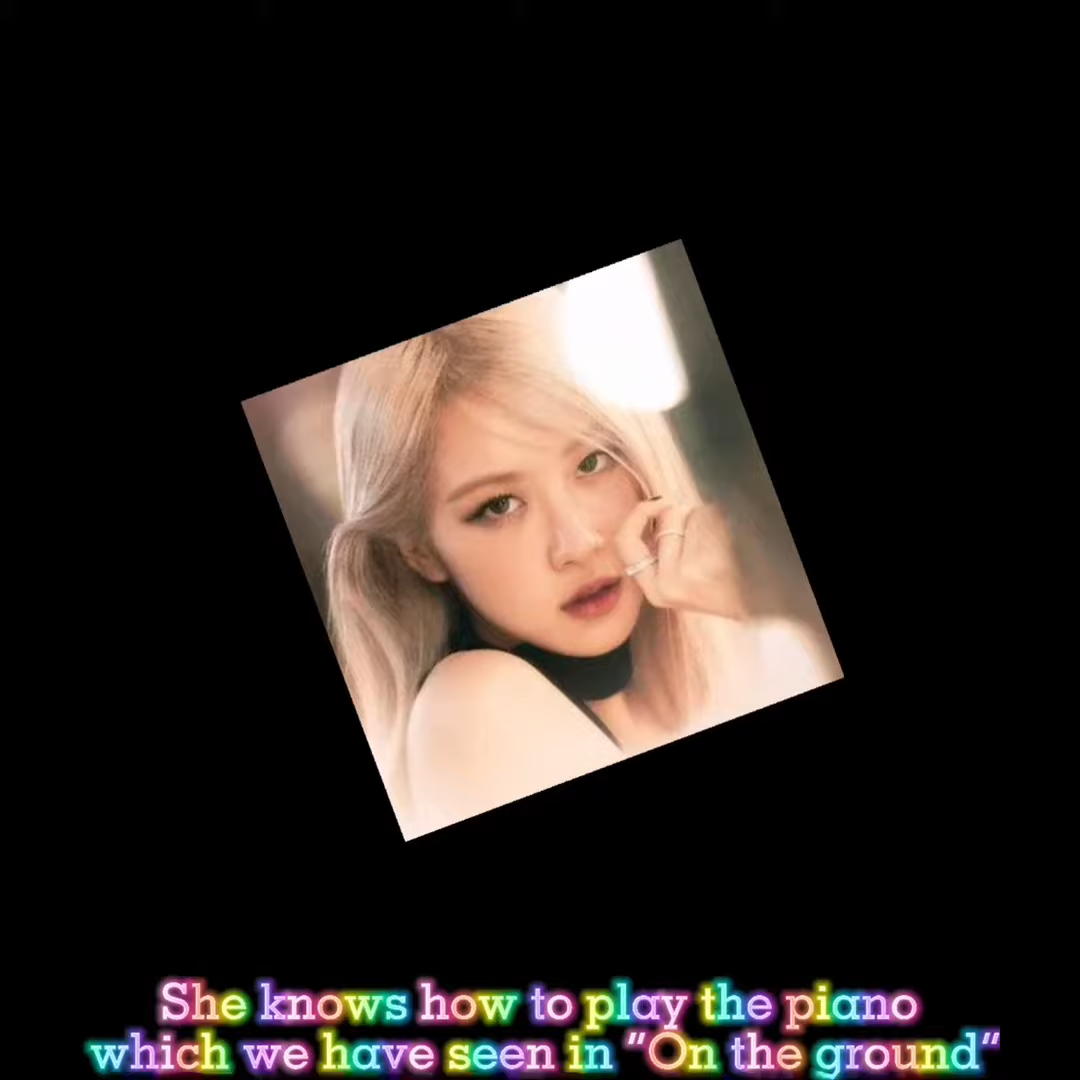 She knows how to play the piano
which we have seen in “On the ground“